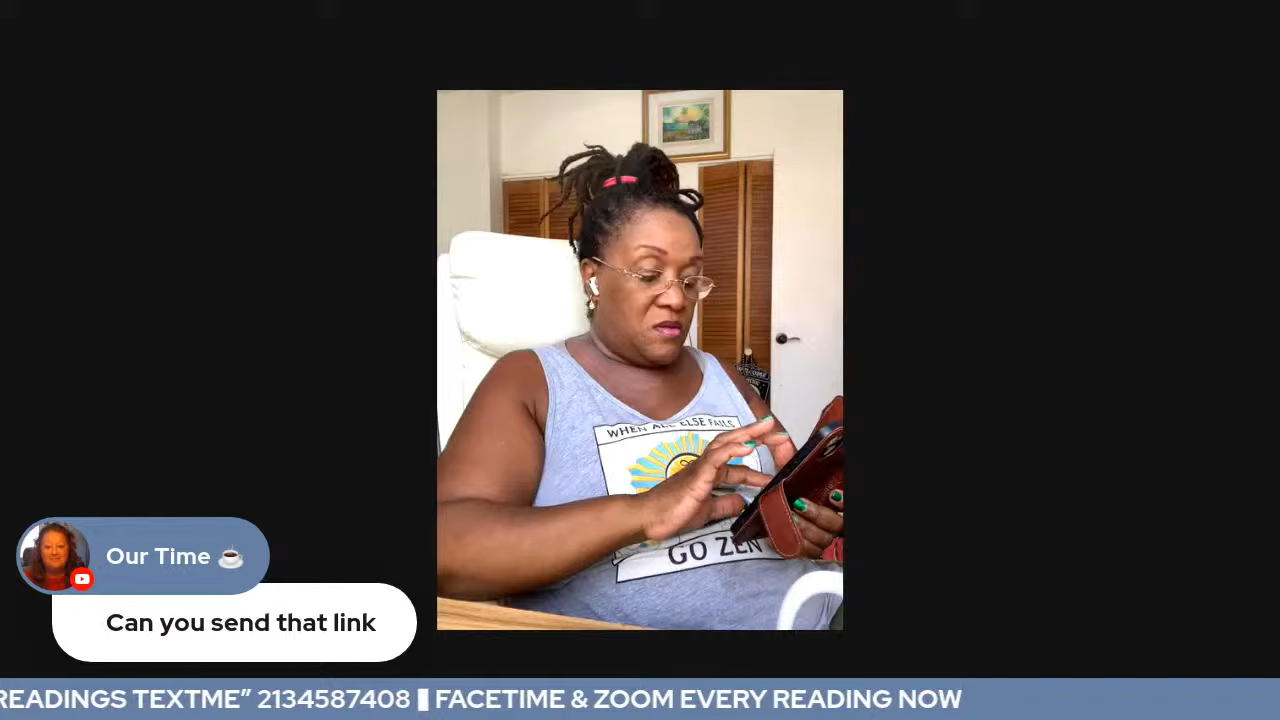 WHEN ALL ELSE FAILS
GO ZEN
Our Time ☕
Can you send that link
READINGS TEXTME” 2134587408 ▮ FACETIME & ZOOM EVERY READING NOW